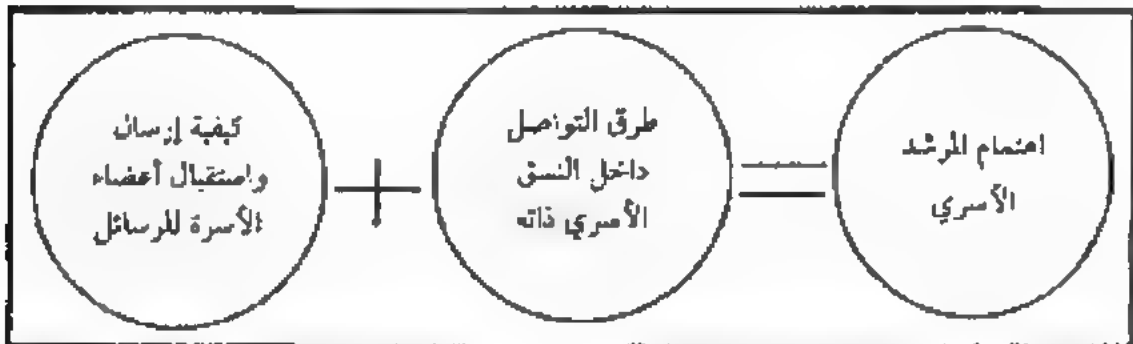 اهتمام المرشد
الأسري
طرق التواصل
داخل النسق
الأسري ذاته
كيفية إرسال
واستقبال أعضاء
الأسرة للرسائل